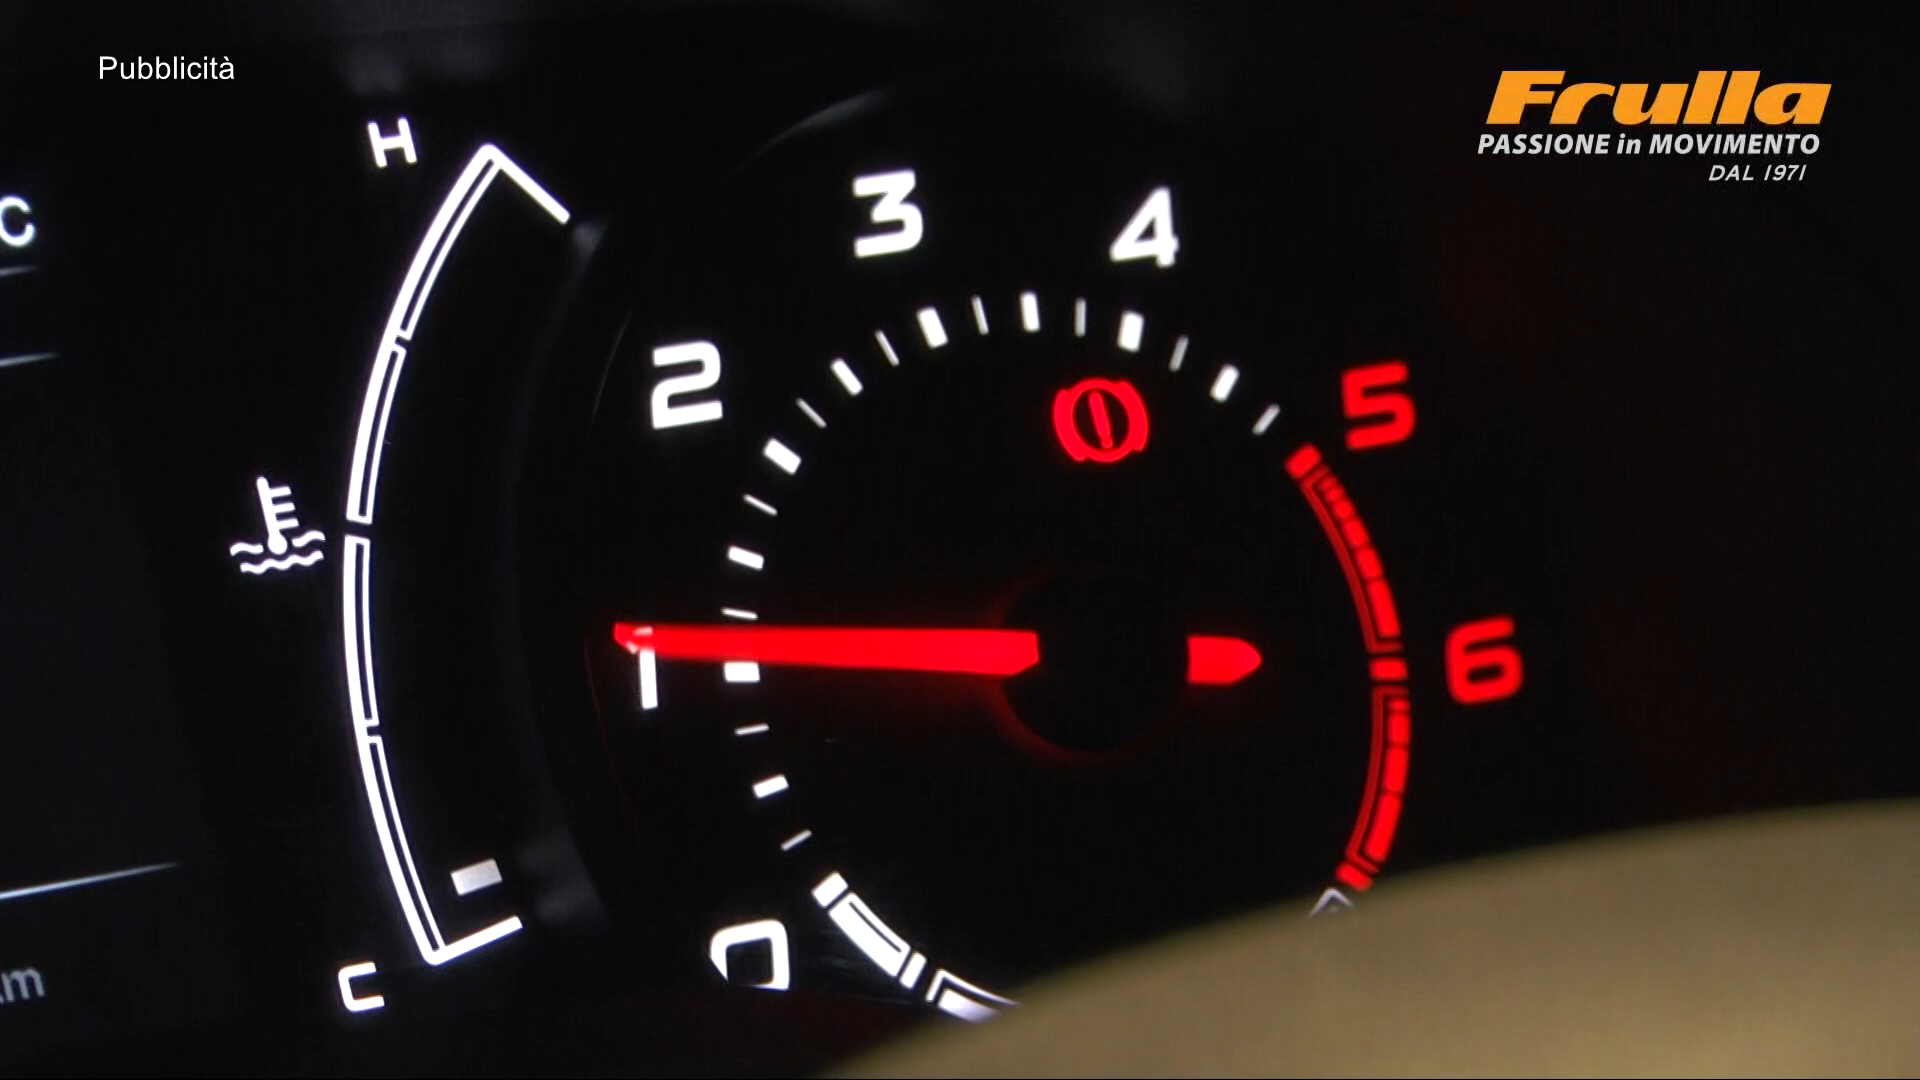 Pubblicità
Frulla
PASSIONE in MOVIMENTO
DAL 1971
H
C
3
4
2
5
1
6
0
C